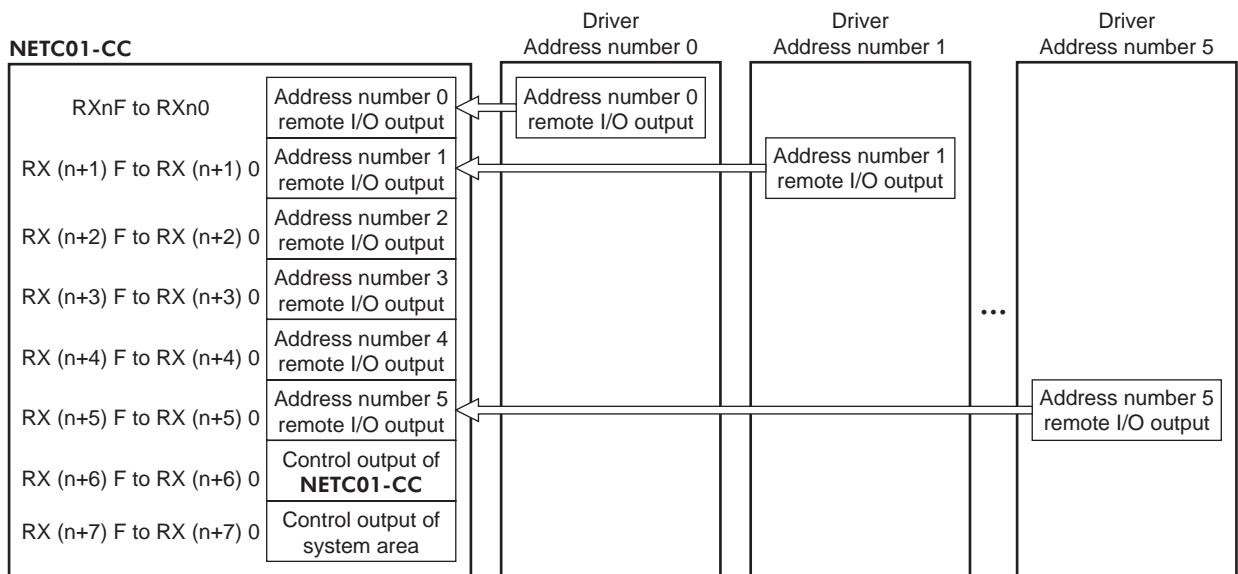 NETC01-CC
Driver
Address number 0
Driver
Address number 1
Driver
Address number 5
RXnF to RXn0
Address number 0
remote I/O output
Address number 0
remote I/O output
RX (n+1) F to RX (n+1) 0
Address number 1
remote I/O output
Address number 1
remote I/O output
RX (n+2) F to RX (n+2) 0
Address number 2
remote I/O output
RX (n+3) F to RX (n+3) 0
Address number 3
remote I/O output
...
RX (n+4) F to RX (n+4) 0
Address number 4
remote I/O output
RX (n+5) F to RX (n+5) 0
Address number 5
remote I/O output
Address number 5
remote I/O output
RX (n+6) F to RX (n+6) 0
Control output of
NETC01-CC
RX (n+7) F to RX (n+7) 0
Control output of
system area